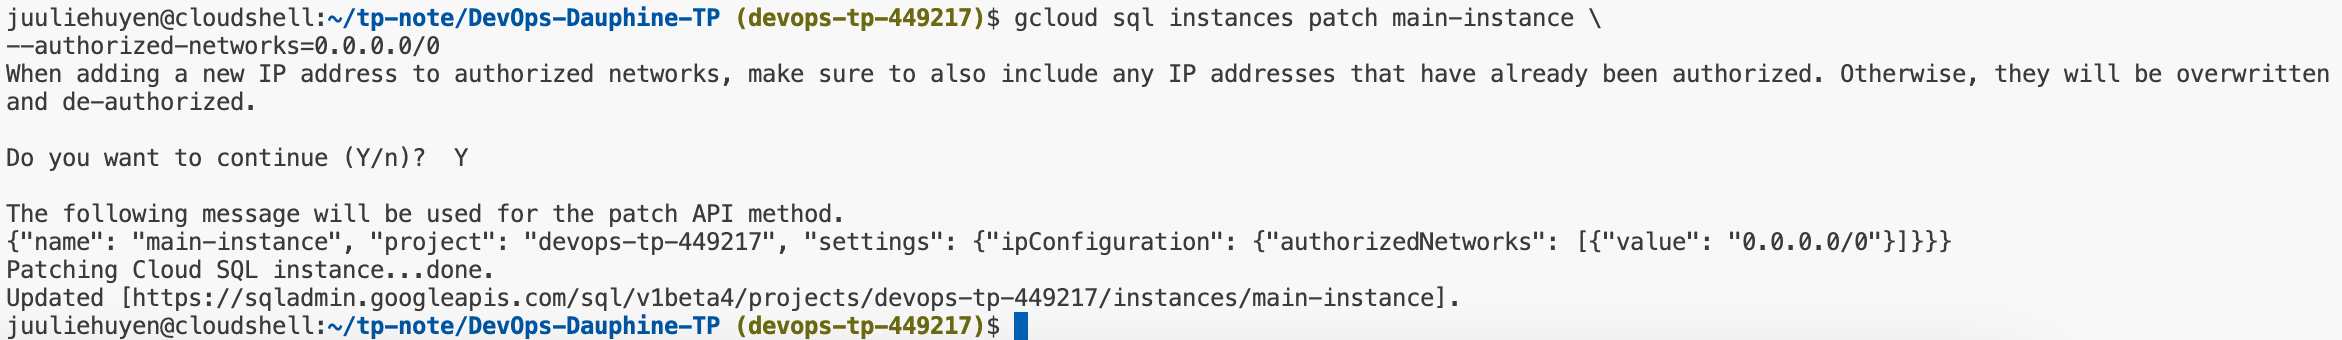 juuliehuyen@cloudshell:~/tp-note/DevOps-Dauphine-TP (devops-tp-449217)$ gcloud sql instances patch main-instance \
--authorized-networks=0.0.0.0/0
When adding a new IP address to authorized networks, make sure to also include any IP addresses that have already been authorized. Otherwise, they will be overwritten
and de-authorized.
Do you want to continue (Y/n)?  Y
The following message will be used for the patch API method.
{"name": "main-instance", "project": "devops-tp-449217", "settings": {"ipConfiguration": {"authorizedNetworks": [{"value": "0.0.0.0/0"}]}}}
Patching Cloud SQL instance...done.
Updated [https://sqladmin.googleapis.com/sql/v1beta4/projects/devops-tp-449217/instances/main-instance].
juuliehuyen@cloudshell:~/tp-note/DevOps-Dauphine-TP (devops-tp-449217)$